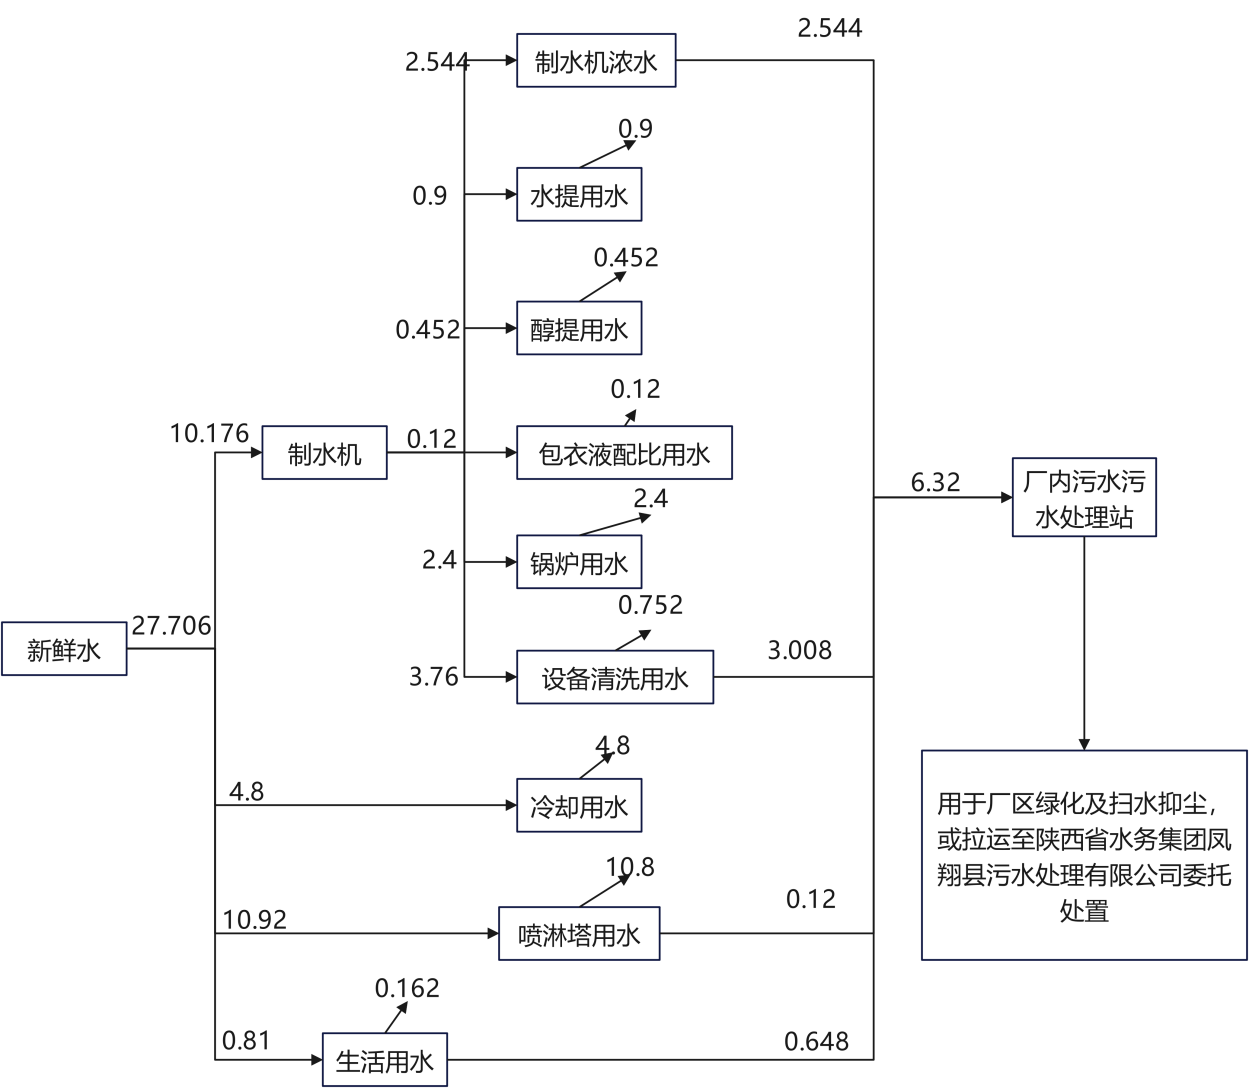 2.544
2.544
制水机浓水
0.9
0.9
水提用水
0.452
0.452
醇提用水
0.12
10.176
制水机
0.12
包衣液配比用水
6.32
厂内污水污
水处理站
2.4
2.4
锅炉用水
0.752
27.706
新鲜水
3.76
设备清洗用水
3.008
4.8
4.8
冷却用水
用于厂区绿化及扫水抑尘，
或拉运至陕西省水务集团凤
翔县污水处理有限公司委托
处置
10.8
10.92
喷淋塔用水
0.12
0.162
0.81
生活用水
0.648